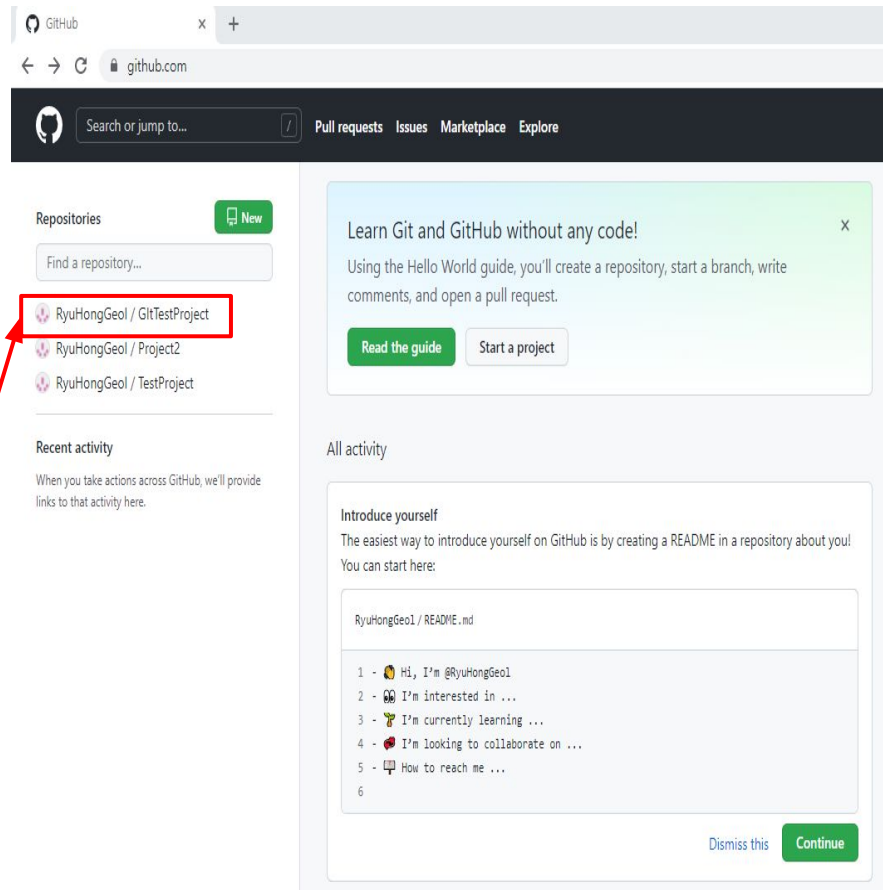 GitHub
github.com
Search or jump to...
/
Pull requests Issues Marketplace Explore
Repositories
New
Find a repository...
RyuHongGeol / GItTestProject
RyuHongGeol / Project2
RyuHongGeol / TestProject
Recent activity
When you take actions across GitHub, we'll provide
links to that activity here.
Learn Git and GitHub without any code!
Using the Hello World guide, you'll create a repository, start a branch, write
comments, and open a pull request.
Read the guide
Start a project
All activity
Introduce yourself
The easiest way to introduce yourself on GitHub is by creating a README in a repository about you!
You can start here:
RyuHongGeol / README.md
1 - 👋 Hi, I'm @RyuHongGeol
2 - 👀 I'm interested in ...
3 - 🌱 I'm currently learning ...
4 - 💞️ I'm looking to collaborate on ...
5 - 📫 How to reach me ...
6
Dismiss this
Continue